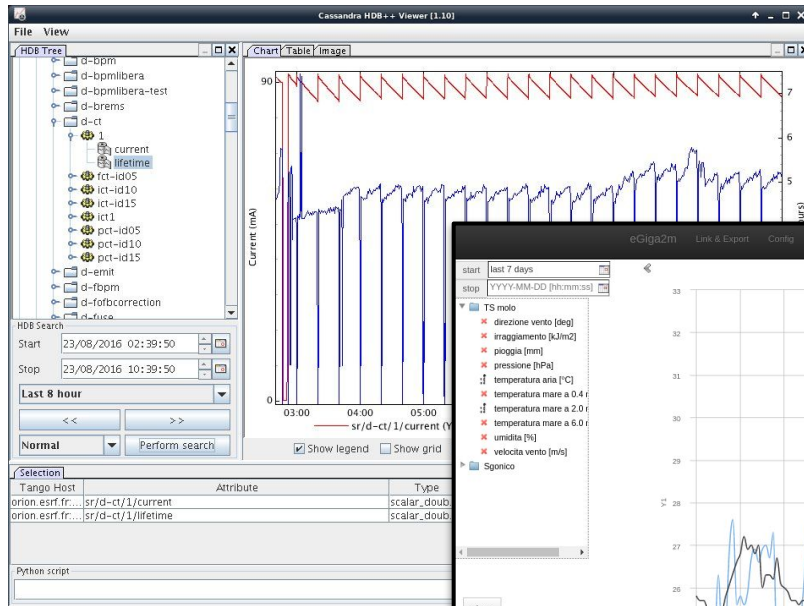 Cassandra HDB++ Viewer [1.10]
File View
HDB Tree
d-bpm
d-bpmlibera
d-bpmlibera-test
d-brems
d-ct
1
current
lifetime
fct-id05
ict-id10
ict-id15
ict1
pct-id05
pct-id10
pct-id15
d-emit
d-fbpm
d-fofbcorrection
d-fuse
HDB Search
Start 23/08/2016 02:39:50
Stop 23/08/2016 10:39:50
Last 8 hour
<< >>
Normal Perform search
Chart Table Image
90
0
Current (mA)
7
6
5
ours)
03:00 04:00 05:00
sr/d-ct/1/current (Y
Show legend Show grid
Selection
Tango Host Attribute Type
orion.esrf.fr:... sr/d-ct/1/current scalar_doub
orion.esrf.fr:... sr/d-ct/1/lifetime scalar_doub
Python script
eGiga2m Link & Export Config
start last 7 days
stop YYYY-MM-DD [hh:mm:ss]
TS molo
direzione vento [deg]
irraggiamento [kJ/m2]
pioggia [mm]
pressione [hPa]
temperatura aria [°C]
temperatura mare a 0.4 r
temperatura mare a 2.0 r
temperatura mare a 6.0 r
umidita [%]
velocita vento [m/s]
Sgonico
33
32
31
30
29
28
27
26
Y1